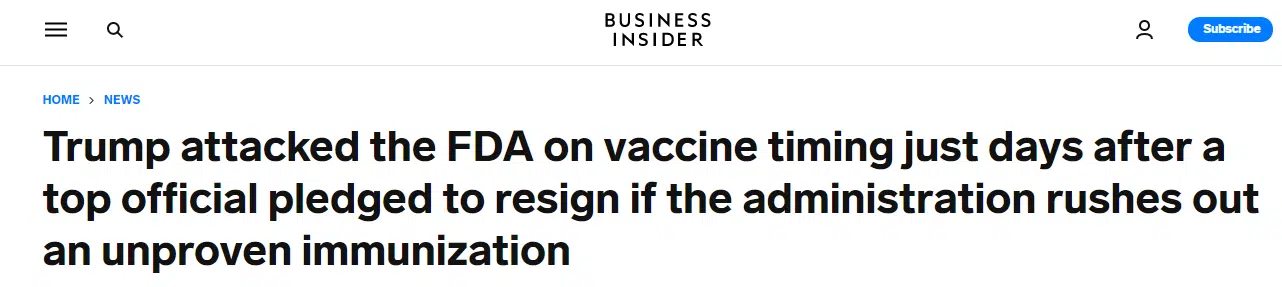 BUSINESS
INSIDER
Subscribe
HOME > NEWS
Trump attacked the FDA on vaccine timing just days after a
top official pledged to resign if the administration rushes out
an unproven immunization